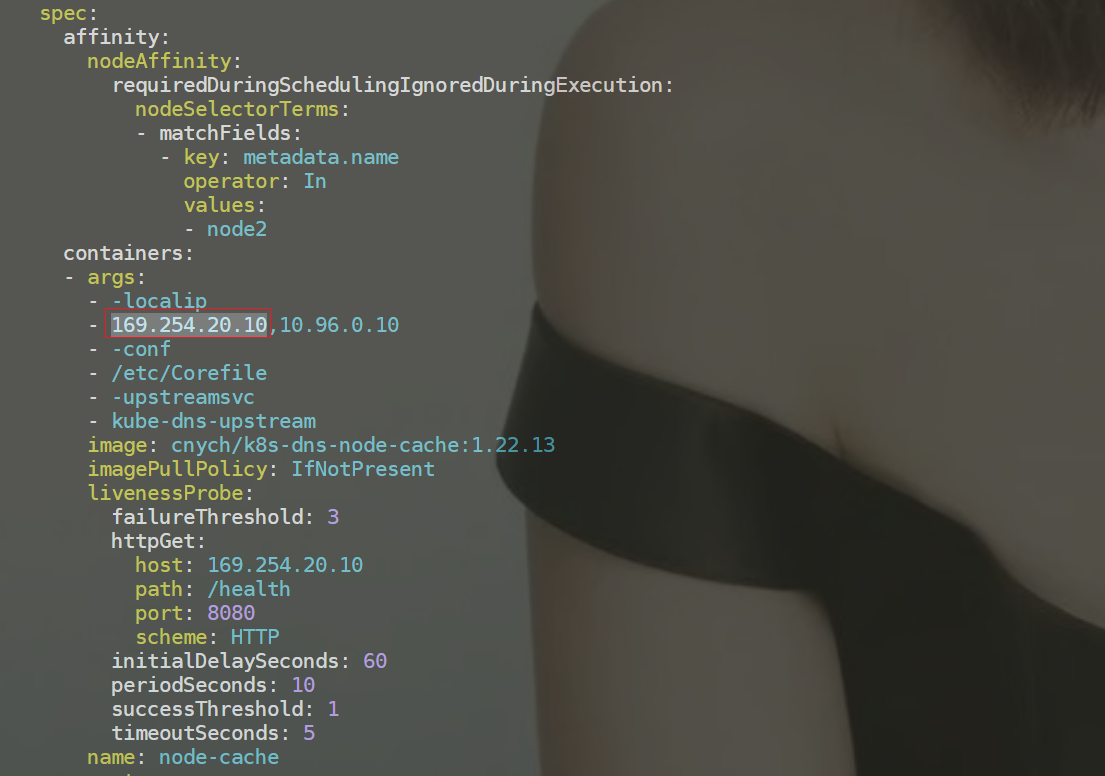 spec:
affinity:
nodeAffinity:
requiredDuringSchedulingIgnoredDuringExecution:
nodeSelectorTerms:
- matchFields:
- key: metadata.name
operator: In
values:
- node2
containers:
- args:
- -localip
- 169.254.20.10,10.96.0.10
- -conf
- /etc/Corefile
- -upstreamsvc
- kube-dns-upstream
image: cnych/k8s-dns-node-cache:1.22.13
imagePullPolicy: IfNotPresent
livenessProbe:
failureThreshold: 3
httpGet:
host: 169.254.20.10
path: /health
port: 8080
scheme: HTTP
initialDelaySeconds: 60
periodSeconds: 10
successThreshold: 1
timeoutSeconds: 5
name: node-cache